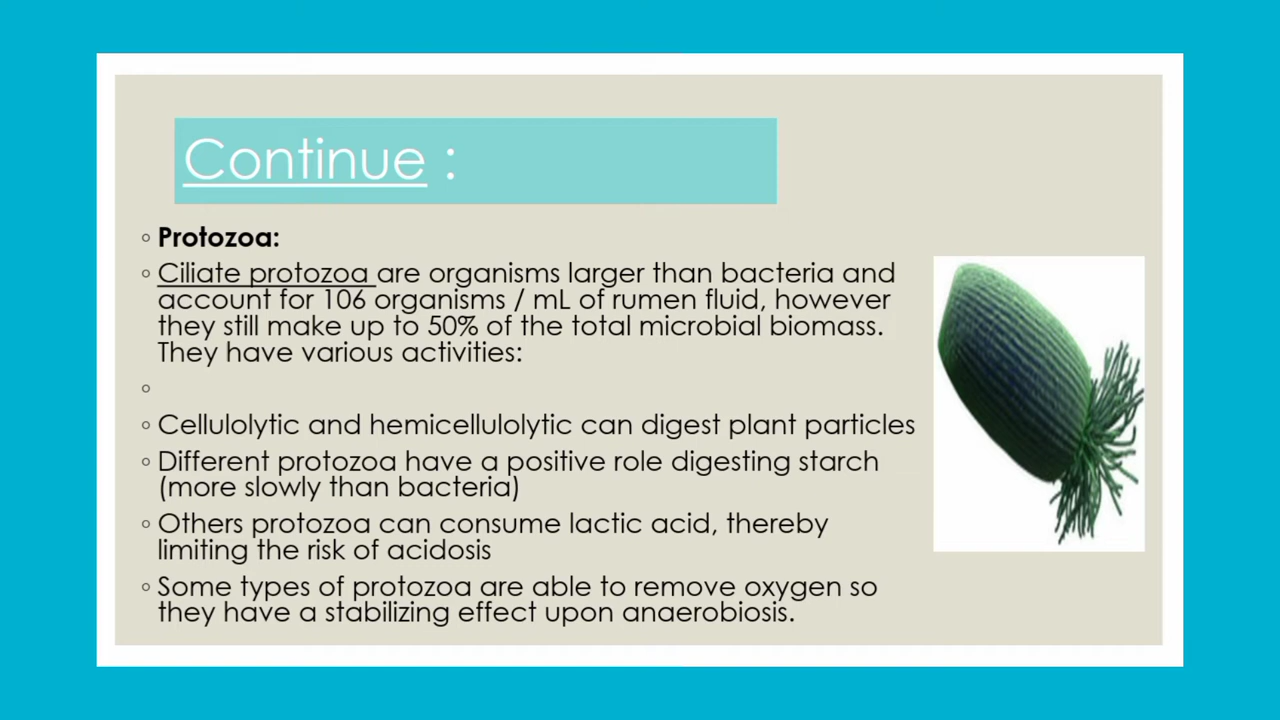 Continue :
◦ Protozoa:
◦ Ciliate protozoa are organisms larger than bacteria and
account for 106 organisms / mL of rumen fluid, however
they still make up to 50% of the total microbial biomass.
They have various activities:
◦
◦ Cellulolytic and hemicellulolytic can digest plant particles
◦ Different protozoa have a positive role digesting starch
(more slowly than bacteria)
◦ Others protozoa can consume lactic acid, thereby
limiting the risk of acidosis
◦ Some types of protozoa are able to remove oxygen so
they have a stabilizing effect upon anaerobiosis.